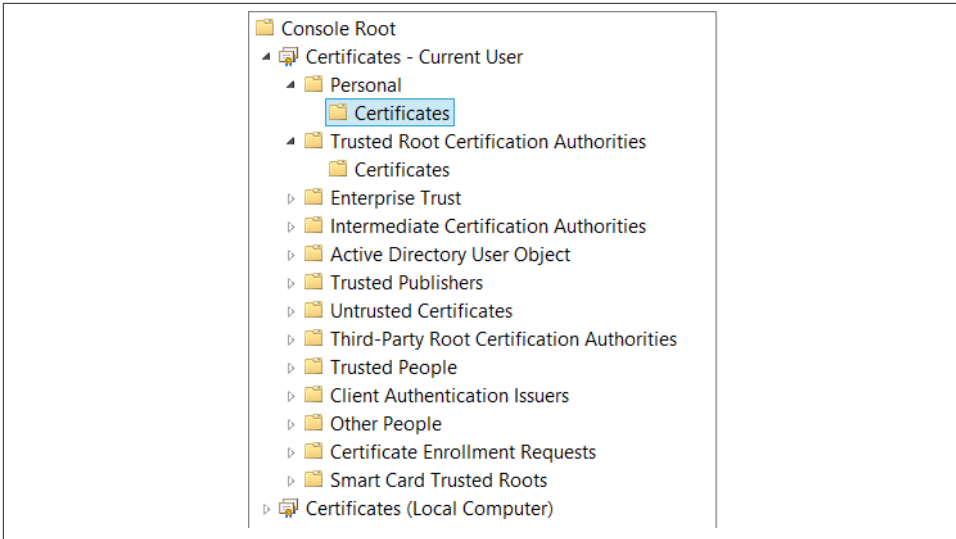 Console Root
Certificates - Current User
Personal
Certificates
Trusted Root Certification Authorities
Certificates
Enterprise Trust
Intermediate Certification Authorities
Active Directory User Object
Trusted Publishers
Untrusted Certificates
Third-Party Root Certification Authorities
Trusted People
Client Authentication Issuers
Other People
Certificate Enrollment Requests
Smart Card Trusted Roots
Certificates (Local Computer)